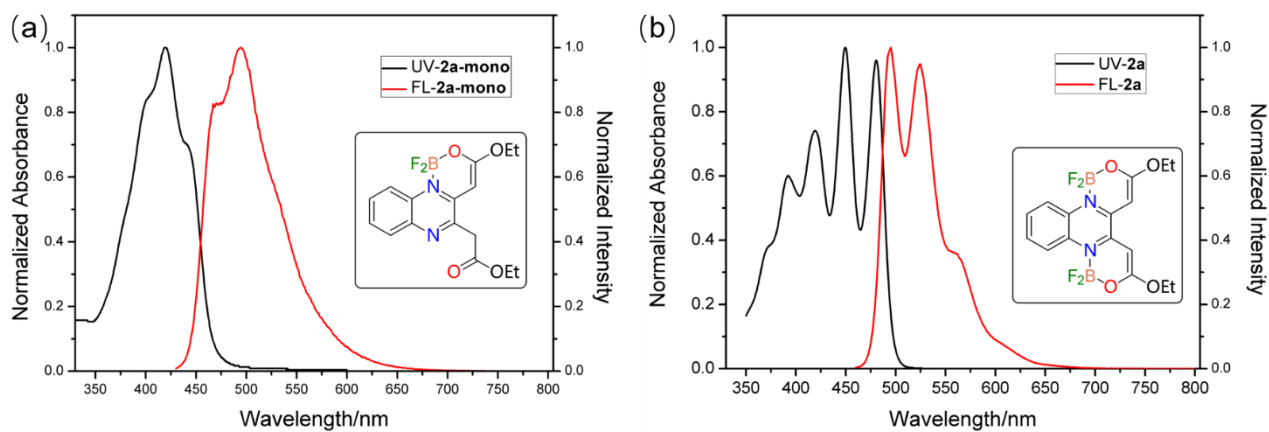 (a)
Normalized Absorbance
1.0
0.8
0.6
0.4
0.2
0.0
UV-2a-mono
FL-2a-mono
F2B
O
OEt
N
N
O
OEt
1.0
0.8
0.6
0.4
0.2
0.0
Normalized Intensity
350 400 450 500 550 600 650 700 750 800
Wavelength/nm
(b)
Normalized Absorbance
1.0
0.8
0.6
0.4
0.2
0.0
UV-2a
FL-2a
F2B
O
OEt
N
N
F2B
O
OEt
1.0
0.8
0.6
0.4
0.2
0.0
Normalized Intensity
350 400 450 500 550 600 650 700 750 800
Wavelength/nm